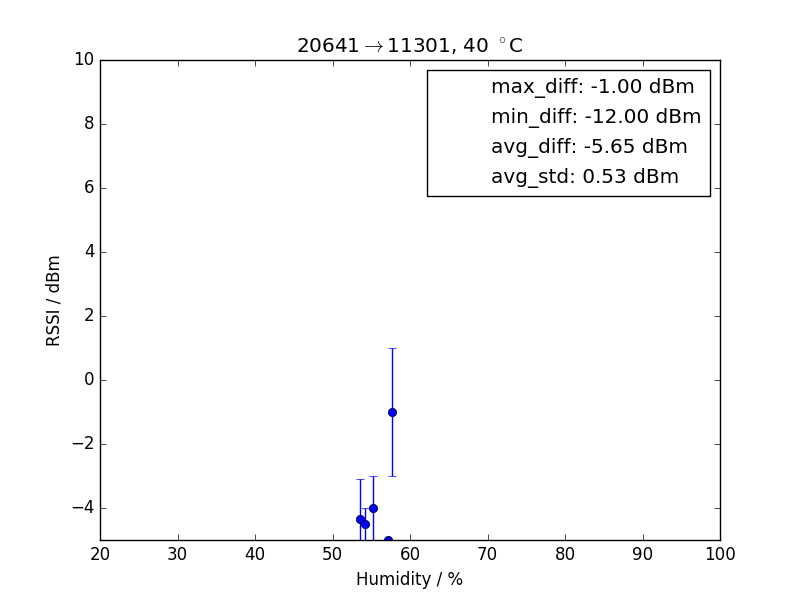 20641→11301, 40 °C
max_diff: -1.00 dBm
min_diff: -12.00 dBm
avg_diff: -5.65 dBm
avg_std: 0.53 dBm
RSSI / dBm
10
8
6
4
2
0
−2
−4
20 30 40 50 60 70 80 90 100
Humidity / %